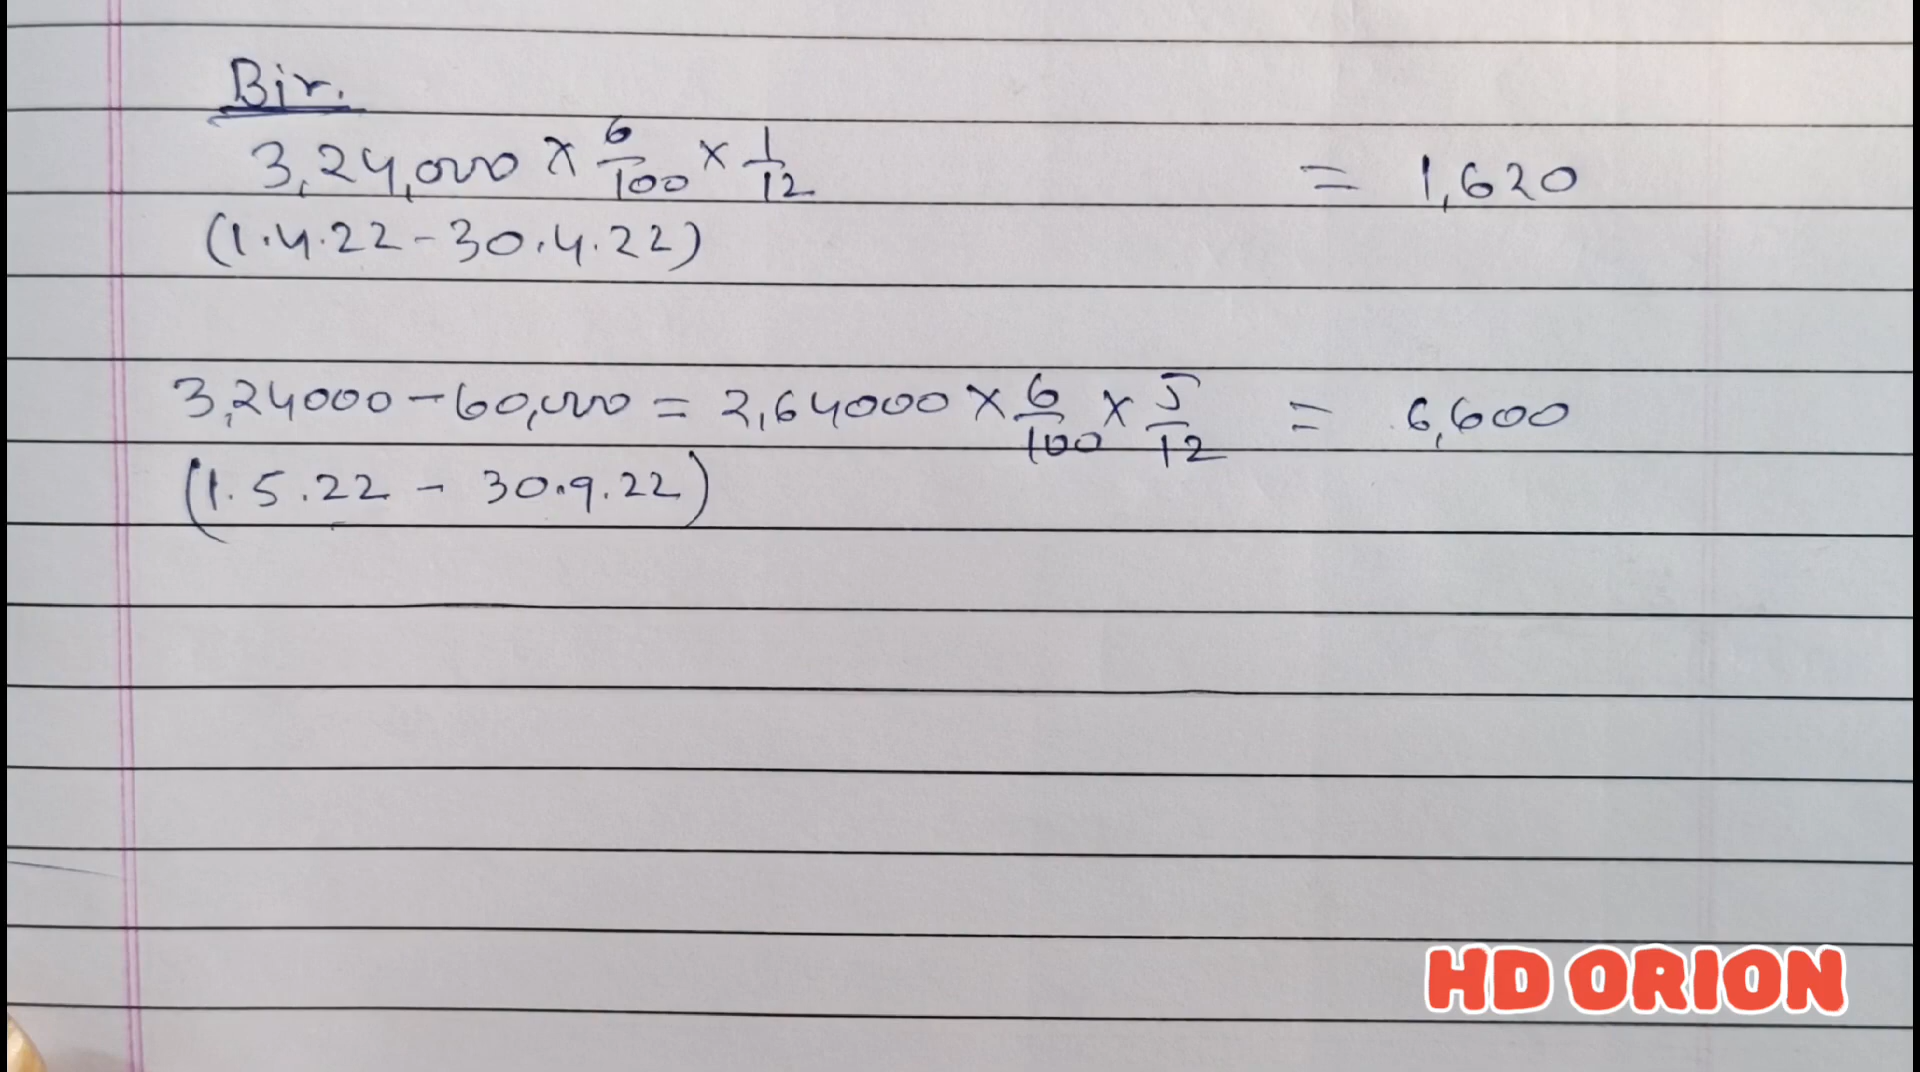 Bir.
3,24,000 × 6/100 × 1/12 = 1,620
(1.4.22 - 30.4.22)
3,24000 - 60,000 = 2,64000 × 6/100 × 5/12 = 6,600
(1.5.22 - 30.9.22)
HD ORION